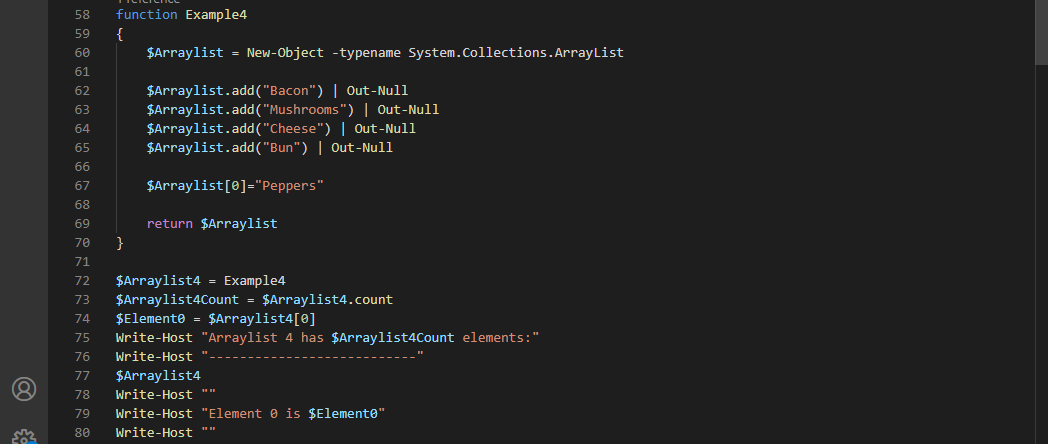 1 reference
58 function Example4
59 {
60     $Arraylist = New-Object -typename System.Collections.ArrayList
61
62     $Arraylist.add("Bacon") | Out-Null
63     $Arraylist.add("Mushrooms") | Out-Null
64     $Arraylist.add("Cheese") | Out-Null
65     $Arraylist.add("Bun") | Out-Null
66
67     $Arraylist[0]="Peppers"
68
69     return $Arraylist
70 }
71
72 $Arraylist4 = Example4
73 $Arraylist4Count = $Arraylist4.count
74 $Element0 = $Arraylist4[0]
75 Write-Host "Arraylist 4 has $Arraylist4Count elements:"
76 Write-Host "---------------------------"
77 $Arraylist4
78 Write-Host ""
79 Write-Host "Element 0 is $Element0"
80 Write-Host ""